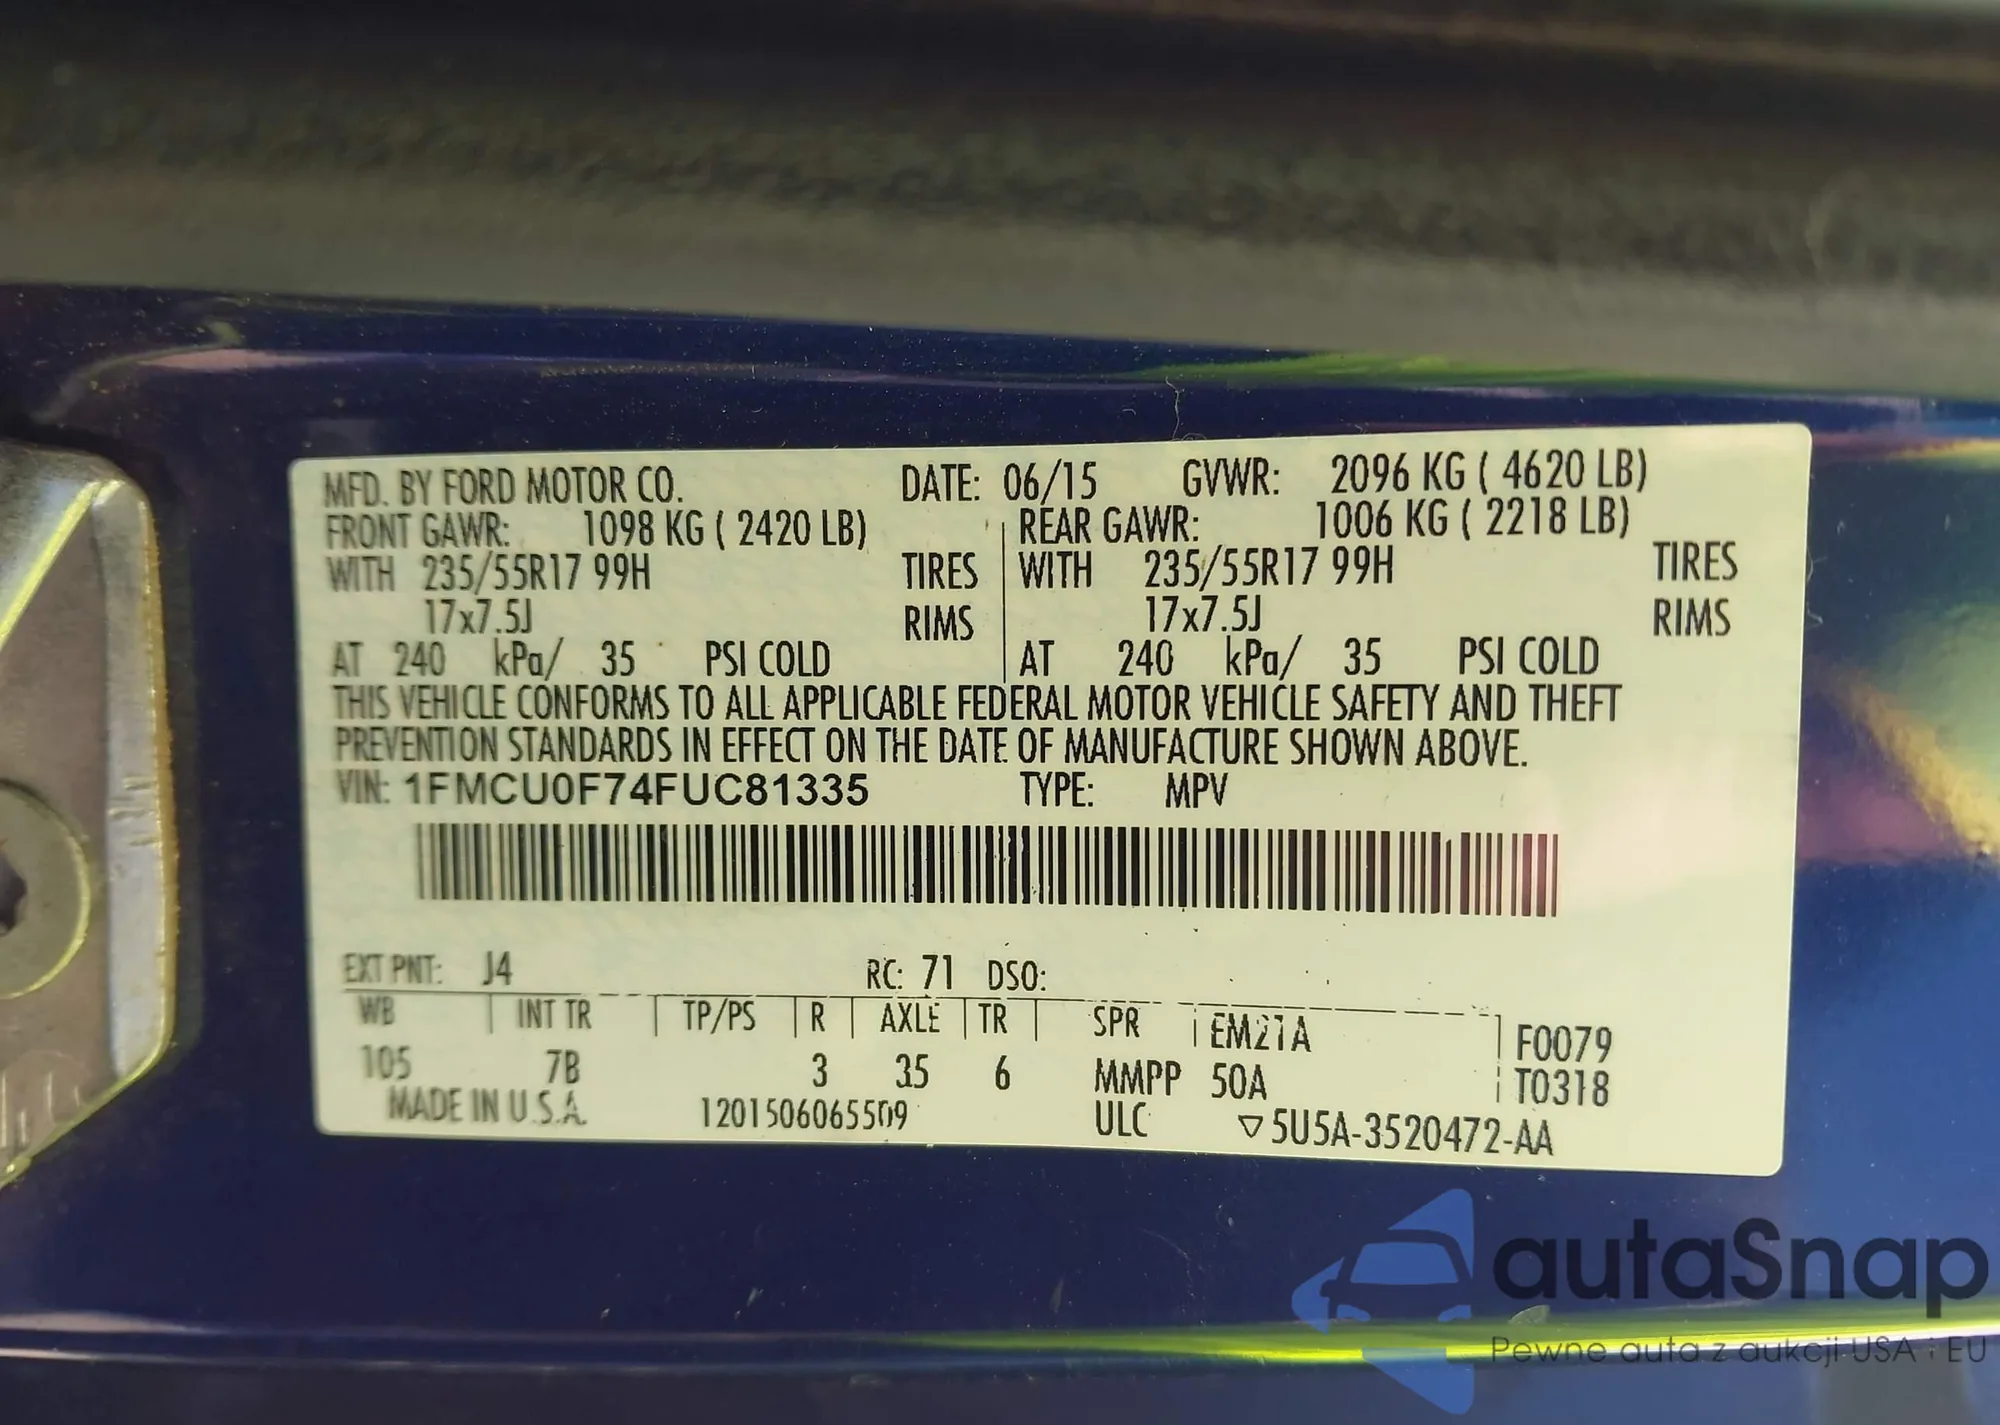 MFD. BY FORD MOTOR CO. DATE: 06/15 GVWR: 2096 KG ( 4620 LB)
FRONT GAWR: 1098 KG ( 2420 LB) REAR GAWR: 1006 KG ( 2218 LB)
WITH 235/55R17 99H TIRES WITH 235/55R17 99H TIRES
17x7.5J RIMS 17x7.5J RIMS
AT 240 kPa/ 35 PSI COLD AT 240 kPa/ 35 PSI COLD
THIS VEHICLE CONFORMS TO ALL APPLICABLE FEDERAL MOTOR VEHICLE SAFETY AND THEFT
PREVENTION STANDARDS IN EFFECT ON THE DATE OF MANUFACTURE SHOWN ABOVE.
VIN: 1FMCU0F74FUC81335 TYPE: MPV
EXT PNT: J4 RC: 71 DSO:
WB INT TR TP/PS R AXLE TR SPR EM21A F0079
105 7B 3 35 6 MMPP 50A T0318
MADE IN U.S.A. 1201506065509 ULC ▽5U5A-3520472-AA
autaSnap
Pewne auta z aukcji USA i EU